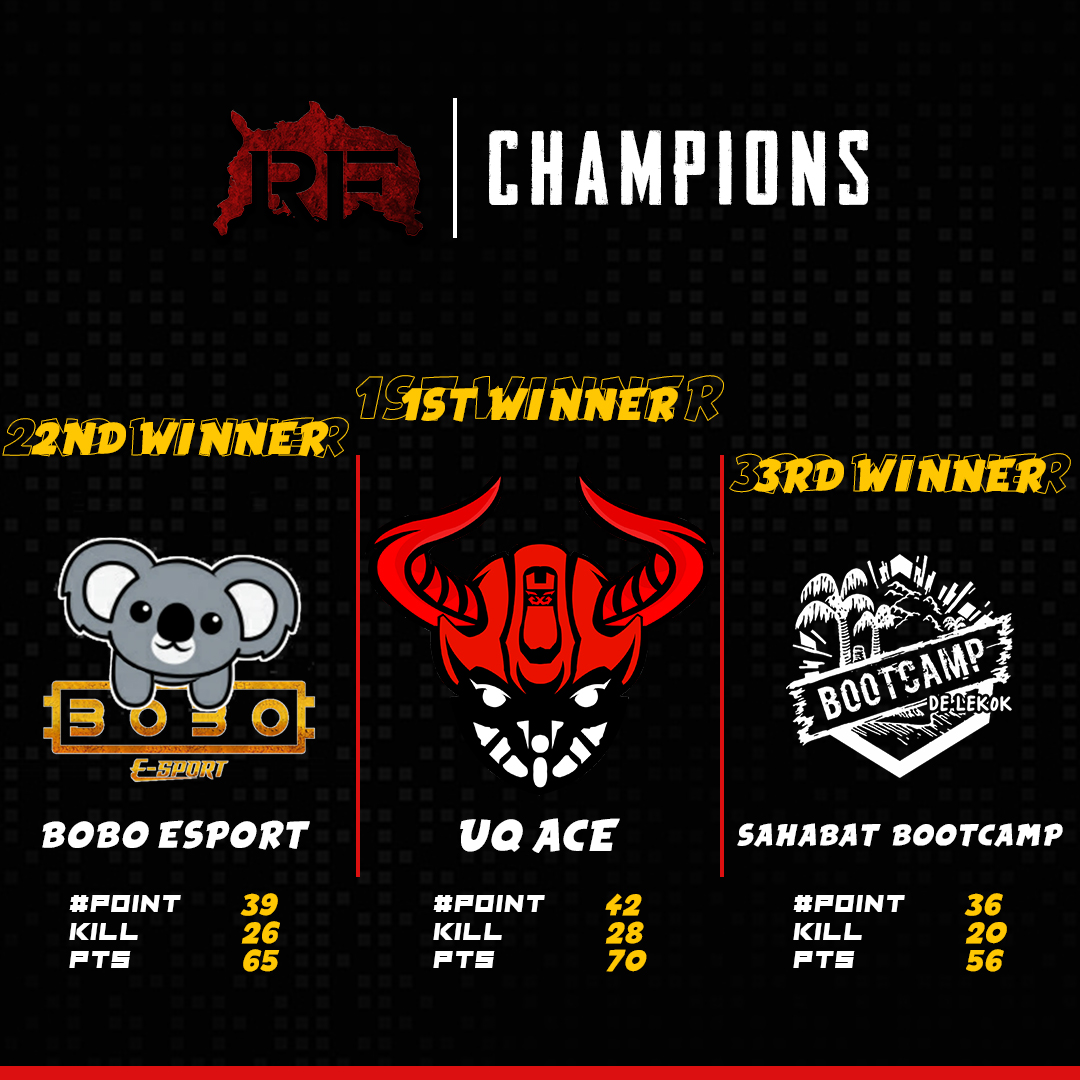 RF
CHAMPIONS
1ST WINNER
2ND WINNER
3RD WINNER
BOBO
E-SPORT
BOBO ESPORT
#POINT 39
KILL 26
PTS 65
UQ ACE
#POINT 42
KILL 28
PTS 70
BOOTCAMP
DE LEKOK
SAHABAT BOOTCAMP
#POINT 36
KILL 20
PTS 56